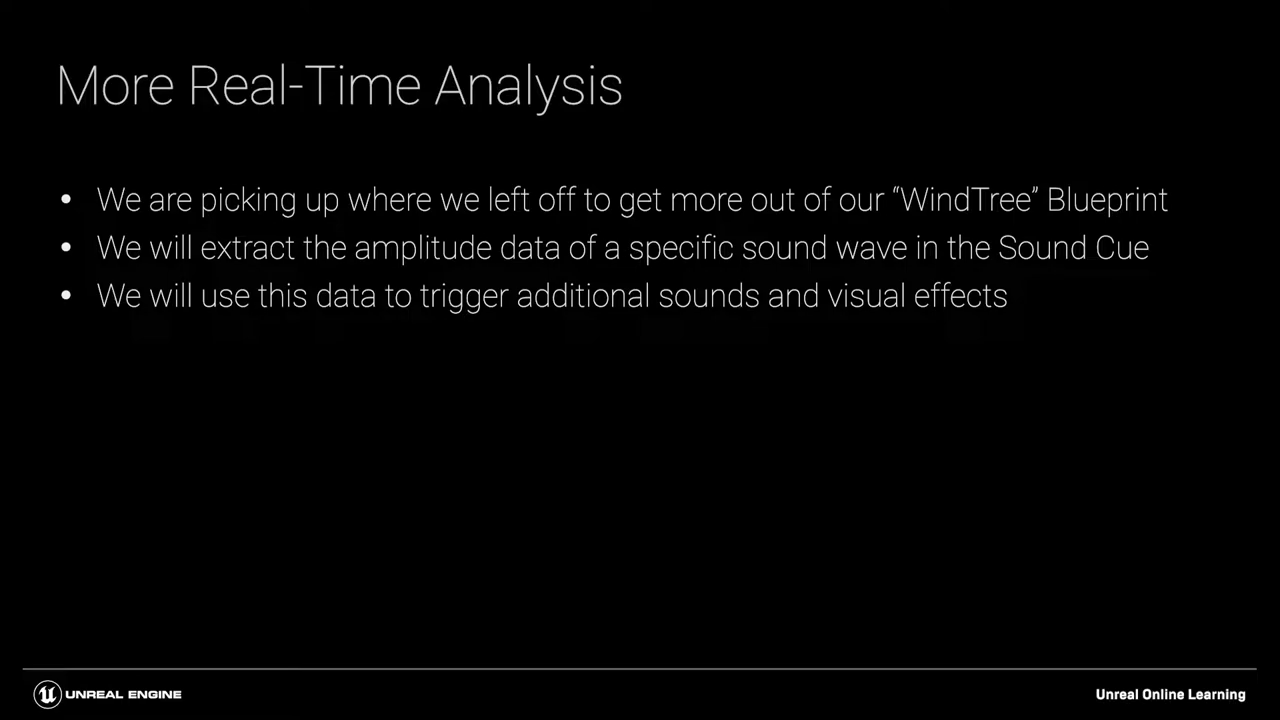 More Real-Time Analysis
• We are picking up where we left off to get more out of our “WindTree” Blueprint
• We will extract the amplitude data of a specific sound wave in the Sound Cue
• We will use this data to trigger additional sounds and visual effects
UNREAL ENGINE
Unreal Online Learning